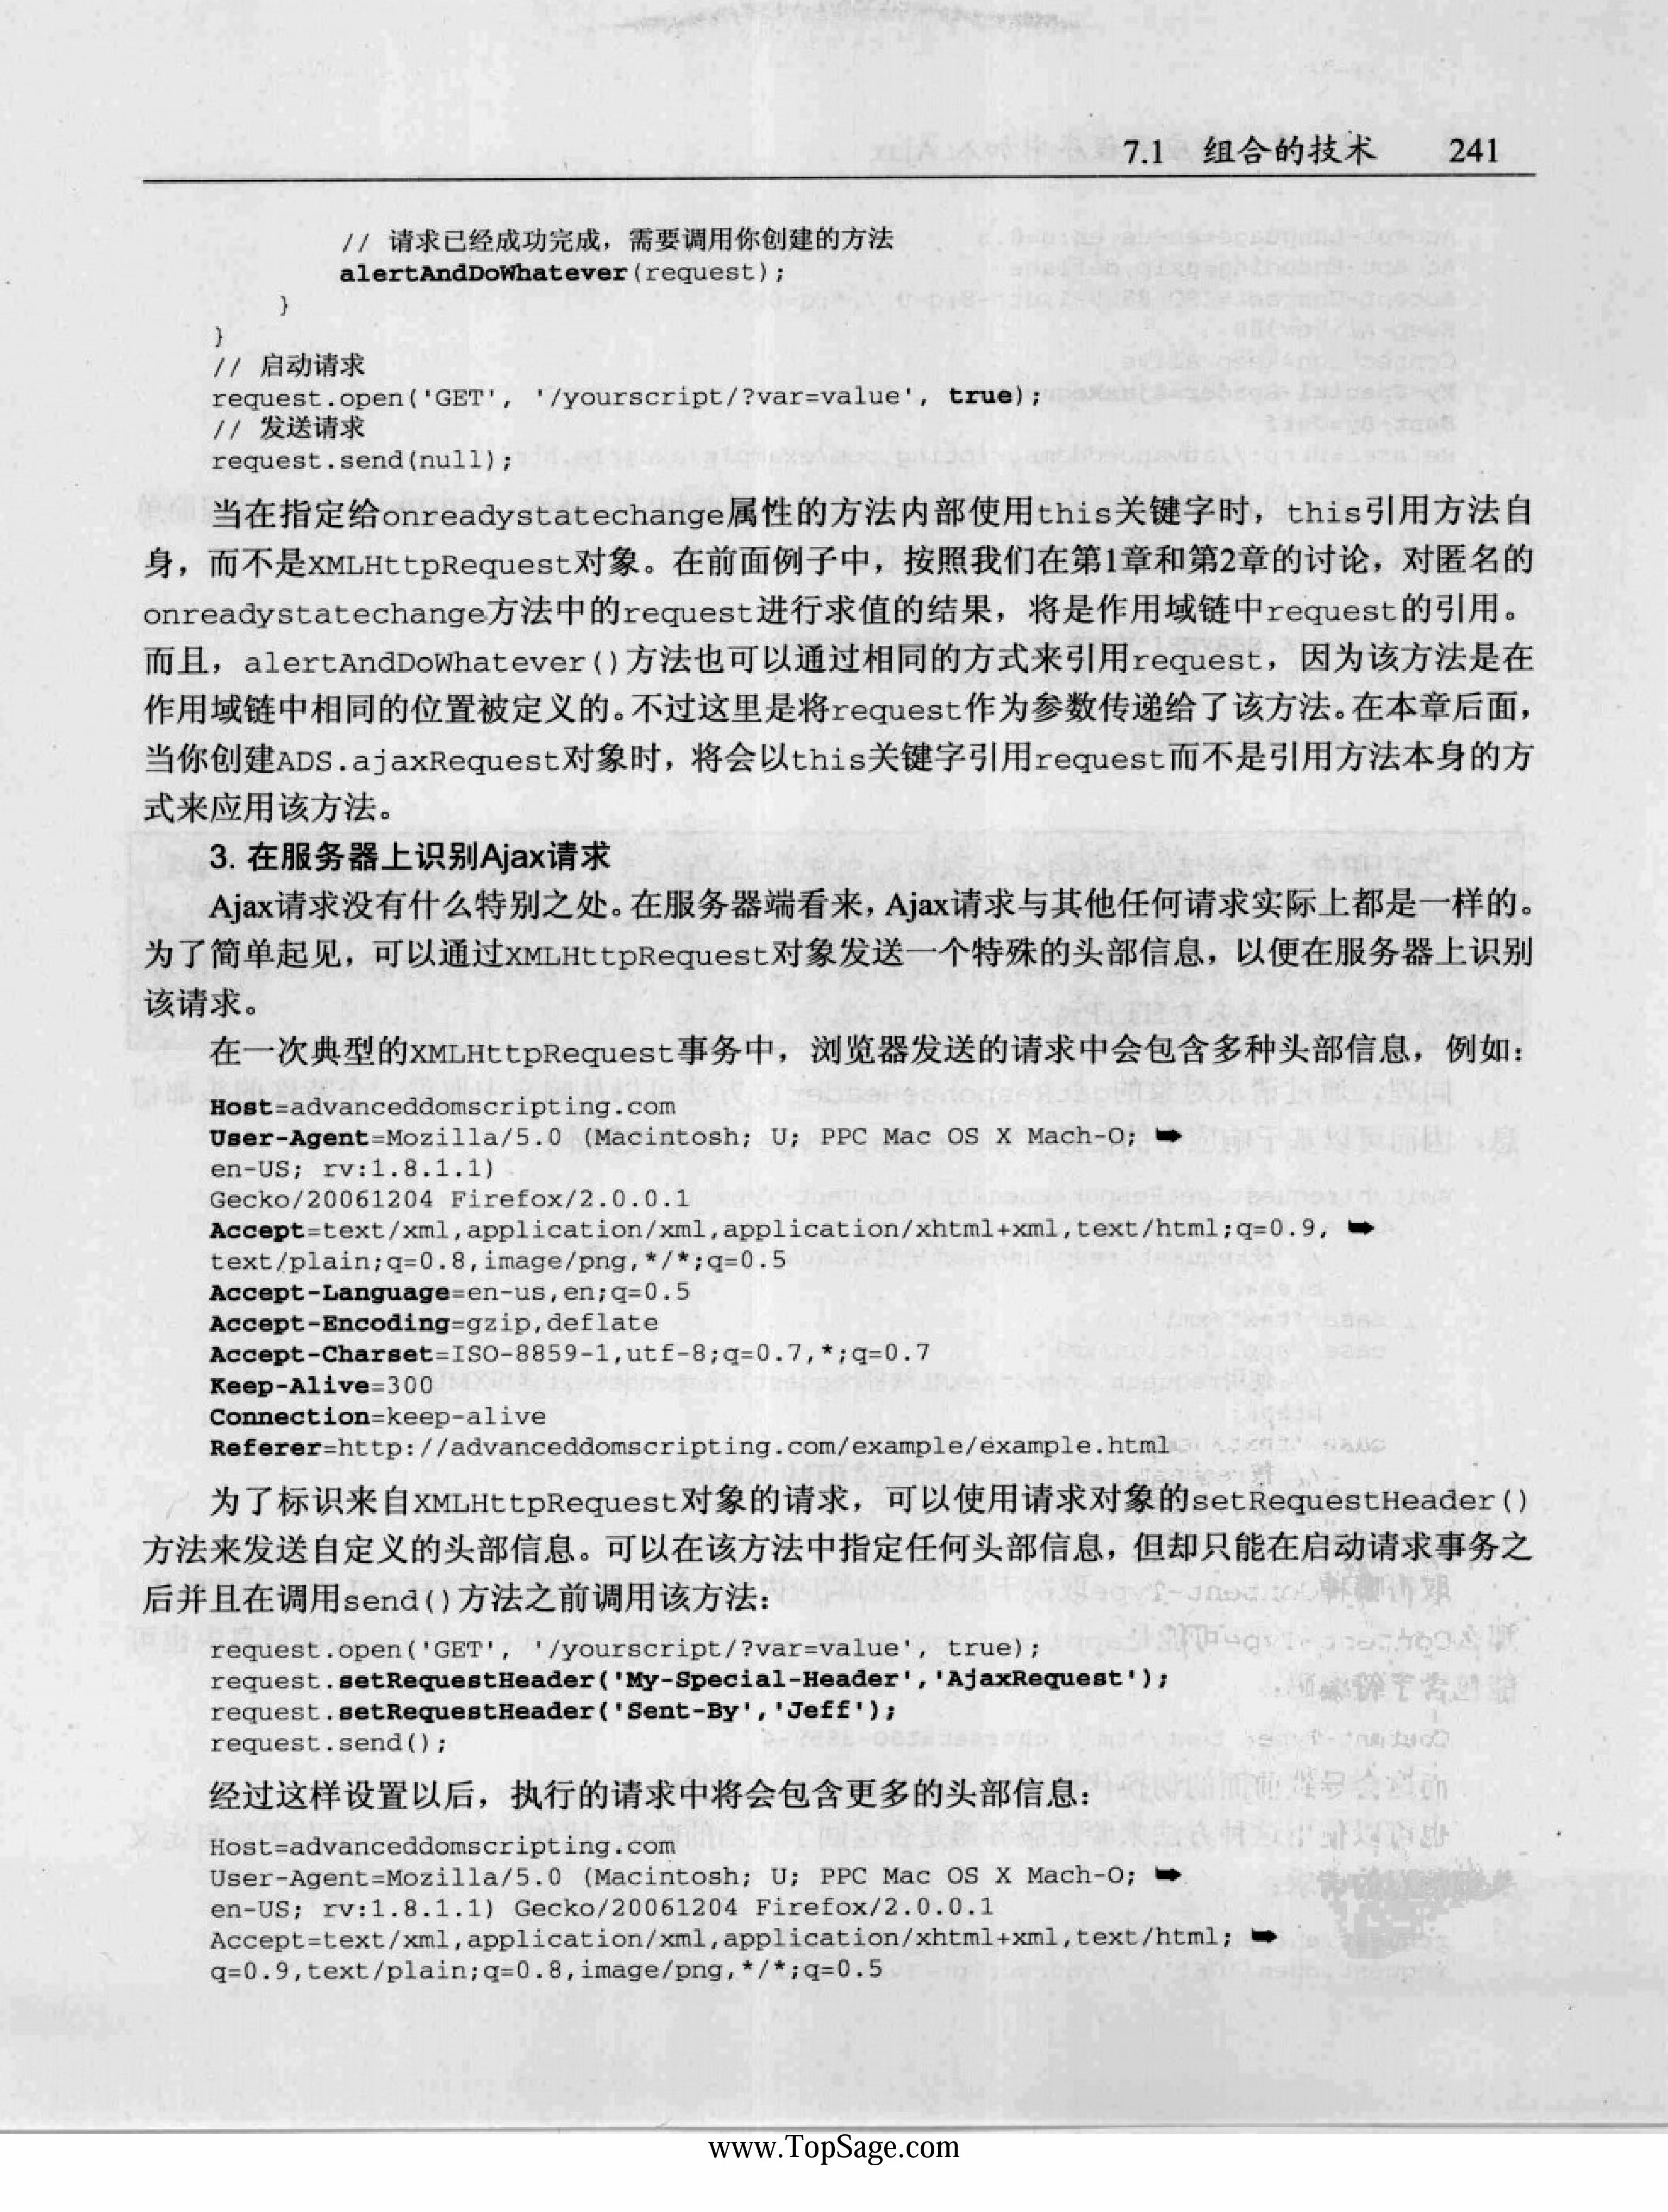 7.1 组合的技术 241
// 请求已经成功完成，需要调用你创建的方法
alertAndDoWhatever(request);
}
}
// 启动请求
request.open('GET', '/yourscript/?var=value', true);
// 发送请求
request.send(null);
当在指定给onreadystatechange属性的方法内部使用this关键字时，this引用方法自
身，而不是XMLHttpRequest对象。在前面例子中，按照我们在第1章和第2章的讨论，对匿名的
onreadystatechange方法中的request进行求值的结果，将是作用域链中request的引用。
而且，alertAndDoWhatever()方法也可以通过相同的方式来引用request，因为该方法是在
作用域链中相同的位置被定义的。不过这里是将request作为参数传递给了该方法。在本章后面，
当你创建ADS.ajaxRequest对象时，将会以this关键字引用request而不是引用方法本身的方
式来应用该方法。
3. 在服务器上识别Ajax请求
Ajax请求没有什么特别之处。在服务器端看来，Ajax请求与其他任何请求实际上都是一样的。
为了简单起见，可以通过XMLHttpRequest对象发送一个特殊的头部信息，以便在服务器上识别
该请求。
在一次典型的XMLHttpRequest事务中，浏览器发送的请求中会包含多种头部信息，例如：
Host=advanceddomscripting.com
User-Agent=Mozilla/5.0 (Macintosh; U; PPC Mac OS X Mach-O; ➥
en-US; rv:1.8.1.1)
Gecko/20061204 Firefox/2.0.0.1
Accept=text/xml,application/xml,application/xhtml+xml,text/html;q=0.9, ➥
text/plain;q=0.8,image/png,*/*;q=0.5
Accept-Language=en-us,en;q=0.5
Accept-Encoding=gzip,deflate
Accept-Charset=ISO-8859-1,utf-8;q=0.7,*;q=0.7
Keep-Alive=300
Connection=keep-alive
Referer=http://advanceddomscripting.com/example/example.html
为了标识来自XMLHttpRequest对象的请求，可以使用请求对象的setRequestHeader()
方法来发送自定义的头部信息。可以在该方法中指定任何头部信息，但却只能在启动请求事务之
后并且在调用send()方法之前调用该方法：
request.open('GET', '/yourscript/?var=value', true);
request.setRequestHeader('My-Special-Header','AjaxRequest');
request.setRequestHeader('Sent-By','Jeff');
request.send();
经过这样设置以后，执行的请求中将会包含更多的头部信息：
Host=advanceddomscripting.com
User-Agent=Mozilla/5.0 (Macintosh; U; PPC Mac OS X Mach-O; ➥
en-US; rv:1.8.1.1) Gecko/20061204 Firefox/2.0.0.1
Accept=text/xml,application/xml,application/xhtml+xml,text/html; ➥
q=0.9,text/plain;q=0.8,image/png,*/*;q=0.5
www.TopSage.com